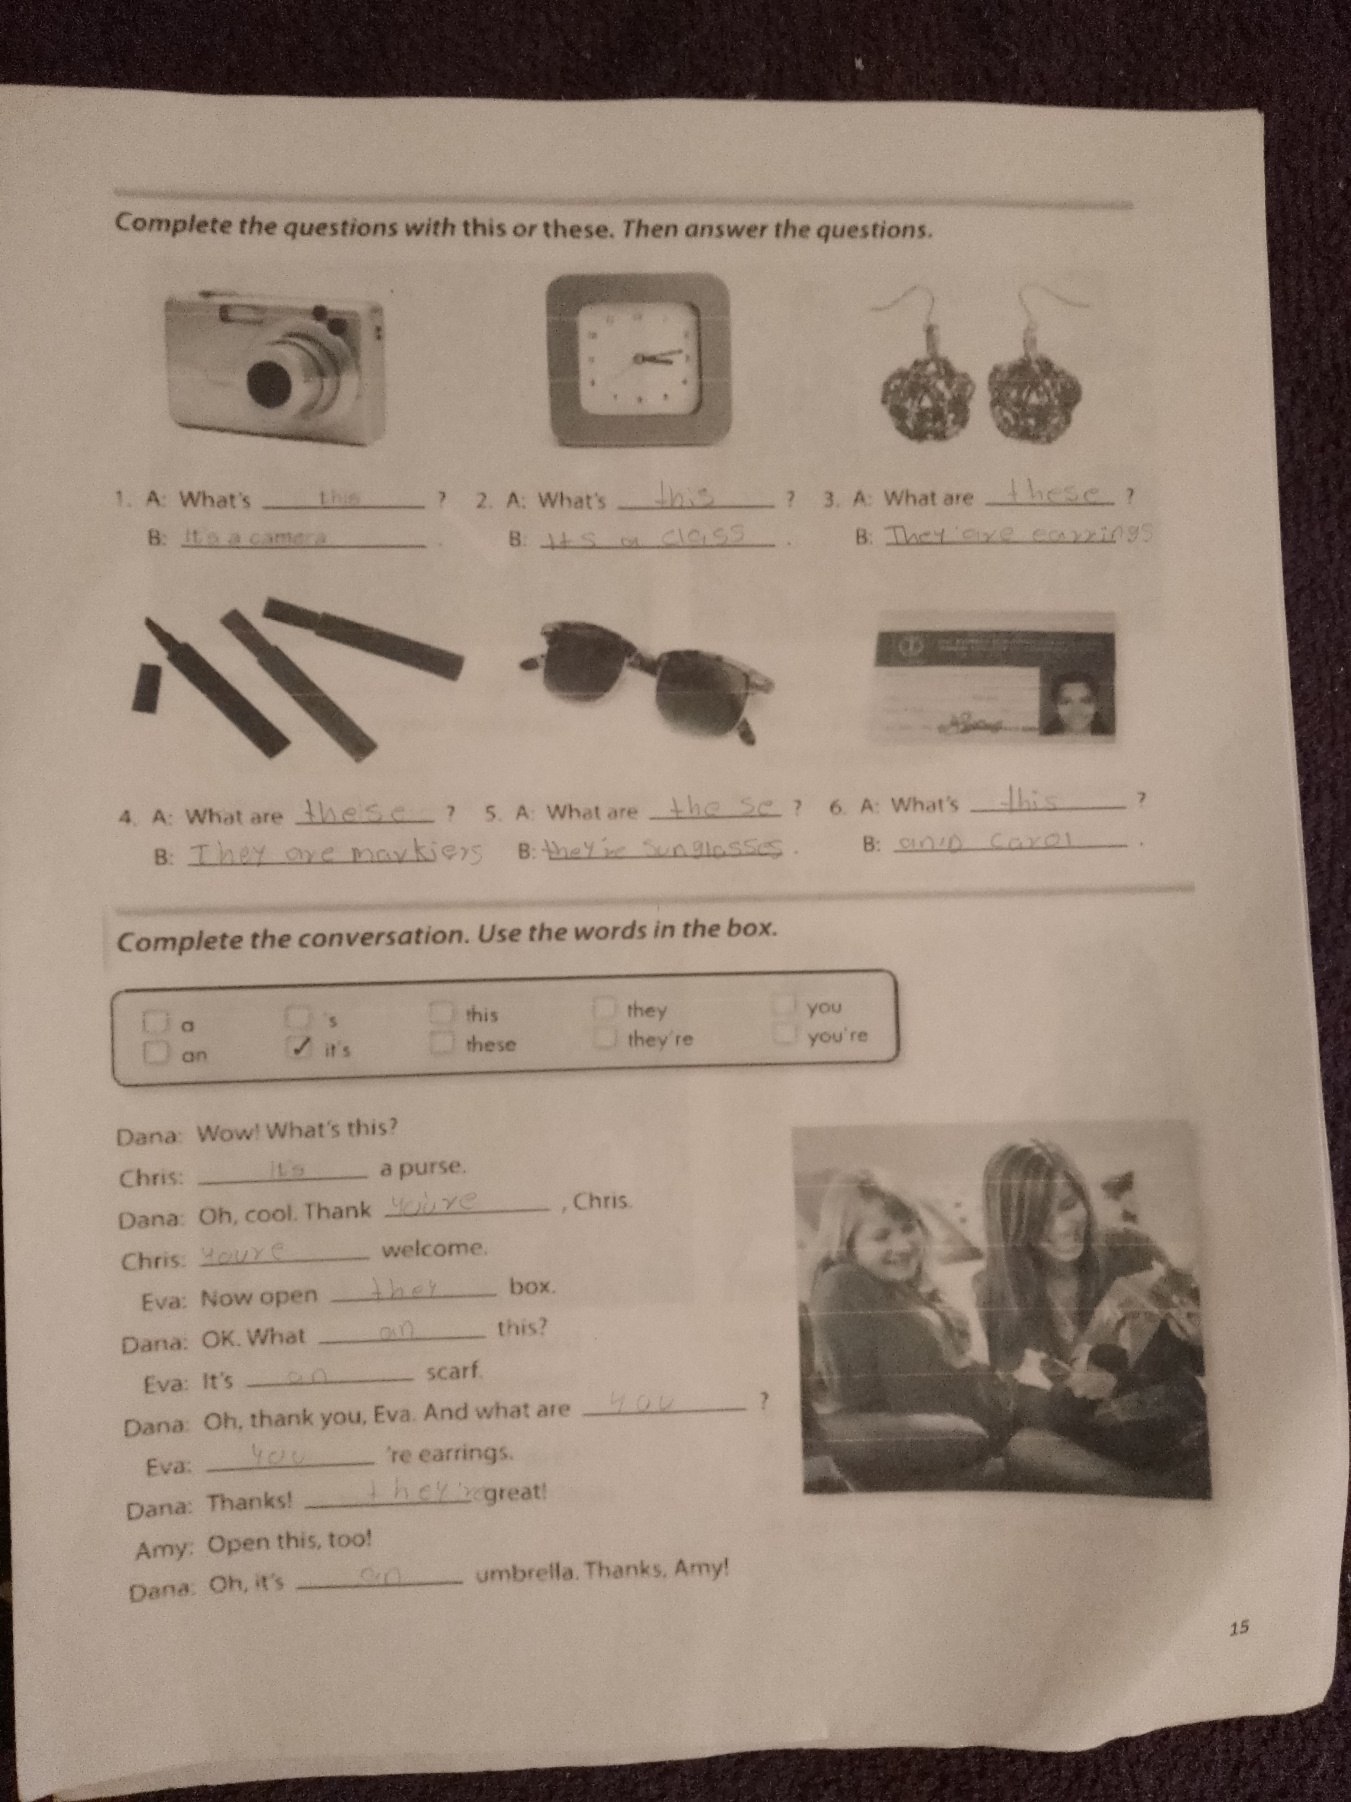 Complete the questions with this or these. Then answer the questions.
1. A: What's this ? 2. A: What's this ? 3. A: What are these ?
B: It's a camera . B: It's a class . B: They are earrings
4. A: What are these ? 5. A: What are these ? 6. A: What's this ?
B: They are markiers B: they're sunglasses . B: .
Complete the conversation. Use the words in the box.
a 's this they you
an ✓ it's these they're you're
Dana: Wow! What's this?
Chris: it's a purse.
Dana: Oh, cool. Thank you're , Chris.
Chris: youre welcome.
Eva: Now open they box.
Dana: OK. What an this?
Eva: It's an scarf.
Dana: Oh, thank you, Eva. And what are you ?
Eva: you 're earrings.
Dana: Thanks! they're great!
Amy: Open this, too!
Dana: Oh, it's an umbrella. Thanks, Amy!
15